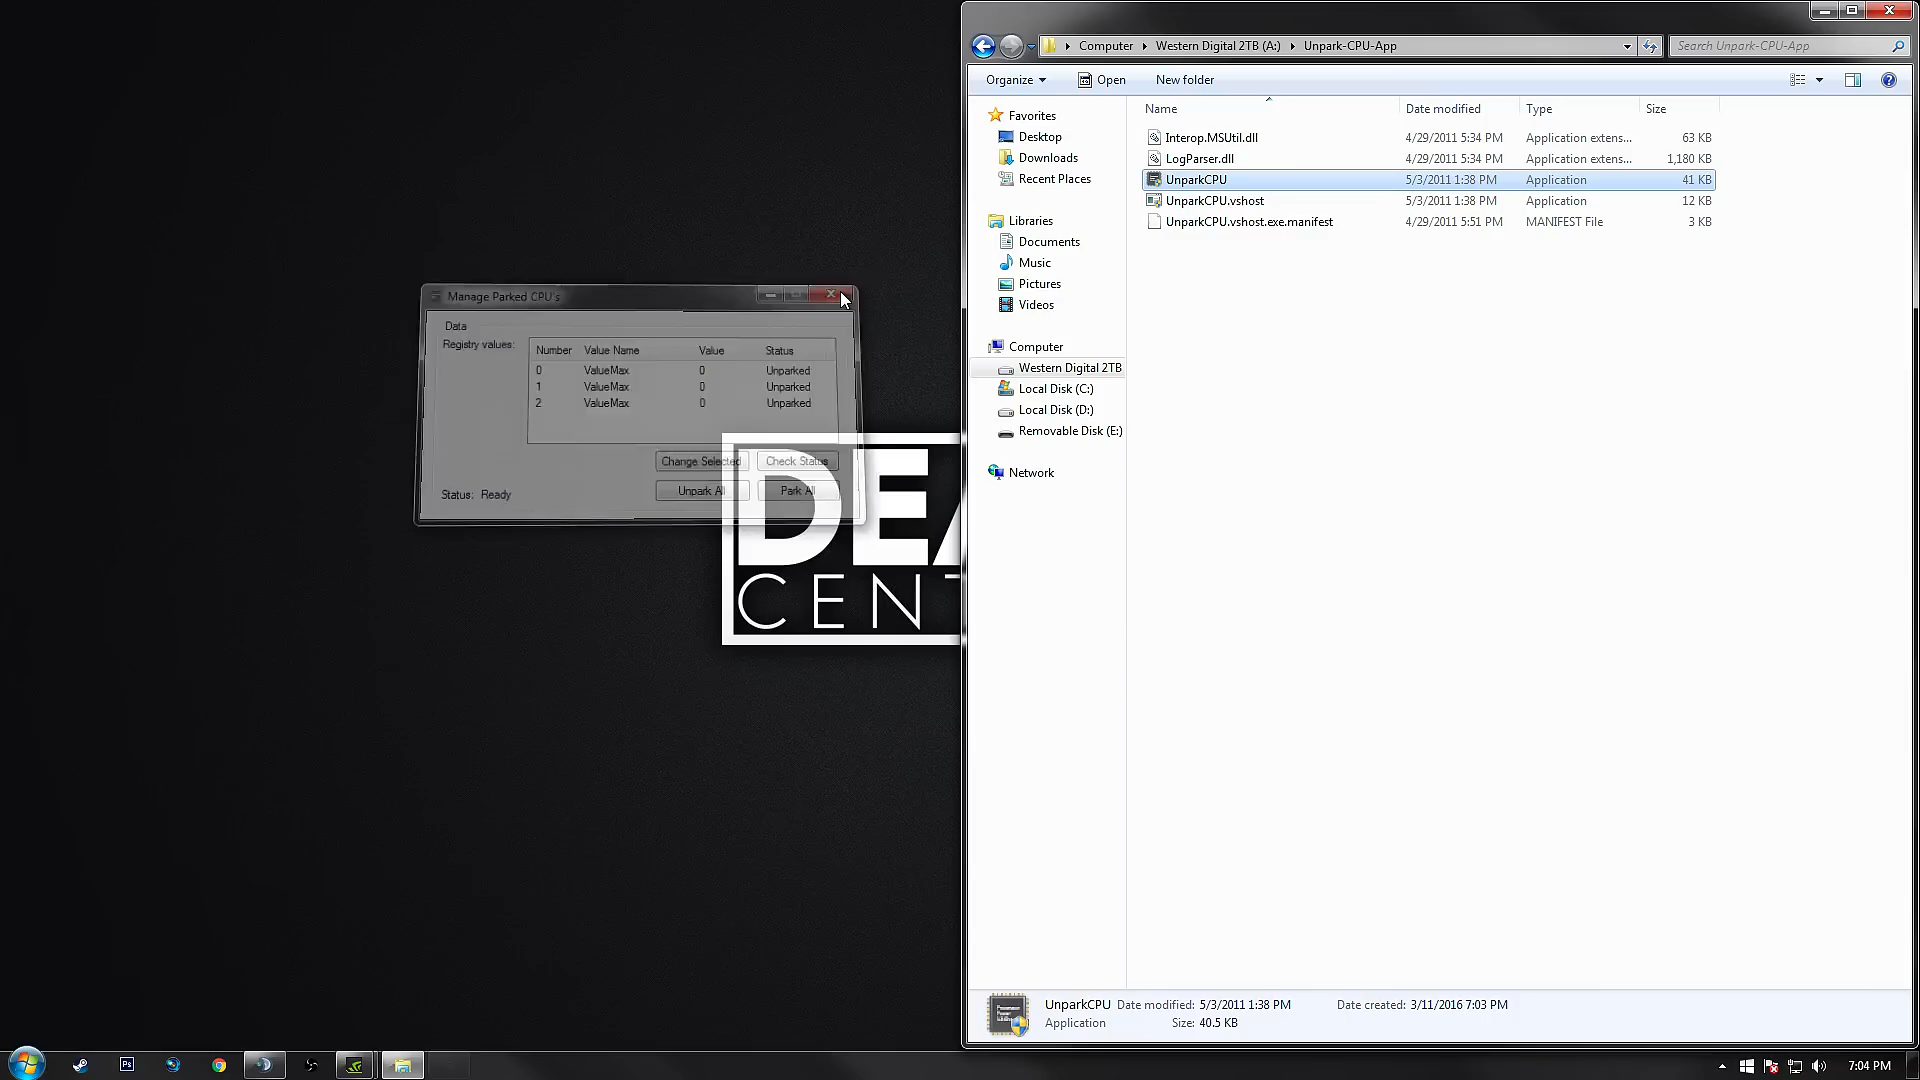 Computer Western Digital 2TB (A:) Unpark-CPU-App
Search Unpark-CPU-App
Organize Open New folder
Favorites
Desktop
Downloads
Recent Places
Libraries
Documents
Music
Pictures
Videos
Computer
Western Digital 2TB
Local Disk (C:)
Local Disk (D:)
Removable Disk (E:)
Network
Name Date modified Type Size
Interop.MSUtil.dll 4/29/2011 5:34 PM Application extens... 63 KB
LogParser.dll 4/29/2011 5:34 PM Application extens... 1,180 KB
UnparkCPU 5/3/2011 1:38 PM Application 41 KB
UnparkCPU.vshost 5/3/2011 1:38 PM Application 12 KB
UnparkCPU.vshost.exe.manifest 4/29/2011 5:51 PM MANIFEST File 3 KB
Manage Parked CPU's
Data
Registry values:
Number Value Name Value Status
0 ValueMax 0 Unparked
1 ValueMax 0 Unparked
2 ValueMax 0 Unparked
Change Selected Check Status
Unpark All Park All
Status: Ready
DEA
CENT
UnparkCPU Date modified: 5/3/2011 1:38 PM Date created: 3/11/2016 7:03 PM
Application Size: 40.5 KB
Ps
7:04 PM